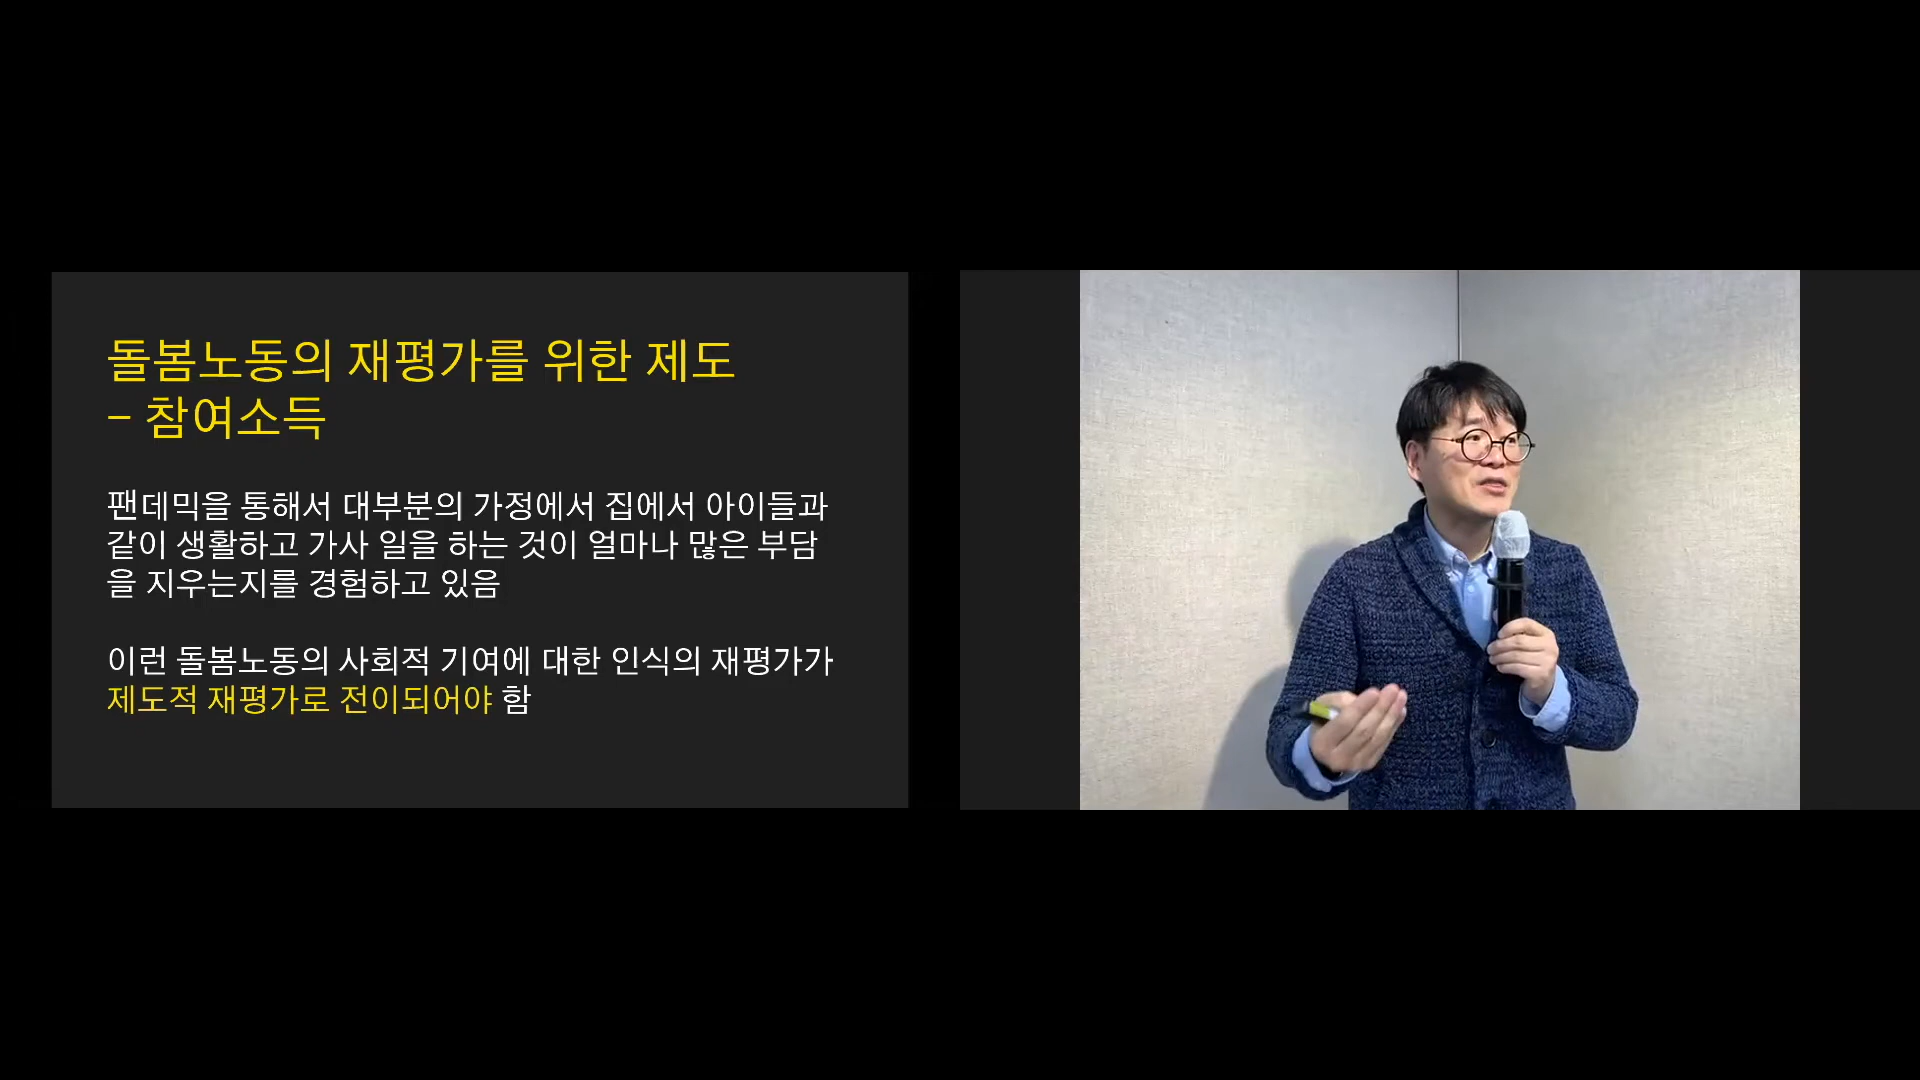 돌봄노동의 재평가를 위한 제도
– 참여소득
팬데믹을 통해서 대부분의 가정에서 집에서 아이들과
같이 생활하고 가사 일을 하는 것이 얼마나 많은 부담
을 지우는지를 경험하고 있음
이런 돌봄노동의 사회적 기여에 대한 인식의 재평가가
제도적 재평가로 전이되어야 함